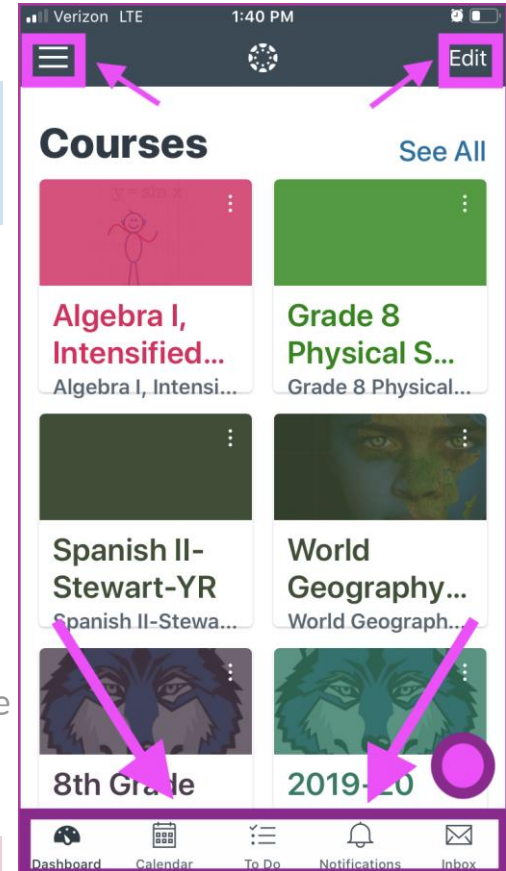 Verizon LTE 1:40 PM
Edit
Courses See All
y = sin x
Algebra I,
Intensified...
Algebra I, Intensi...
Grade 8
Physical S...
Grade 8 Physical...
Spanish II-
Stewart-YR
Spanish II-Stewa...
World
Geography...
World Geograph...
8th Grade
2019-20
Dashboard Calendar To Do Notifications Inbox
e